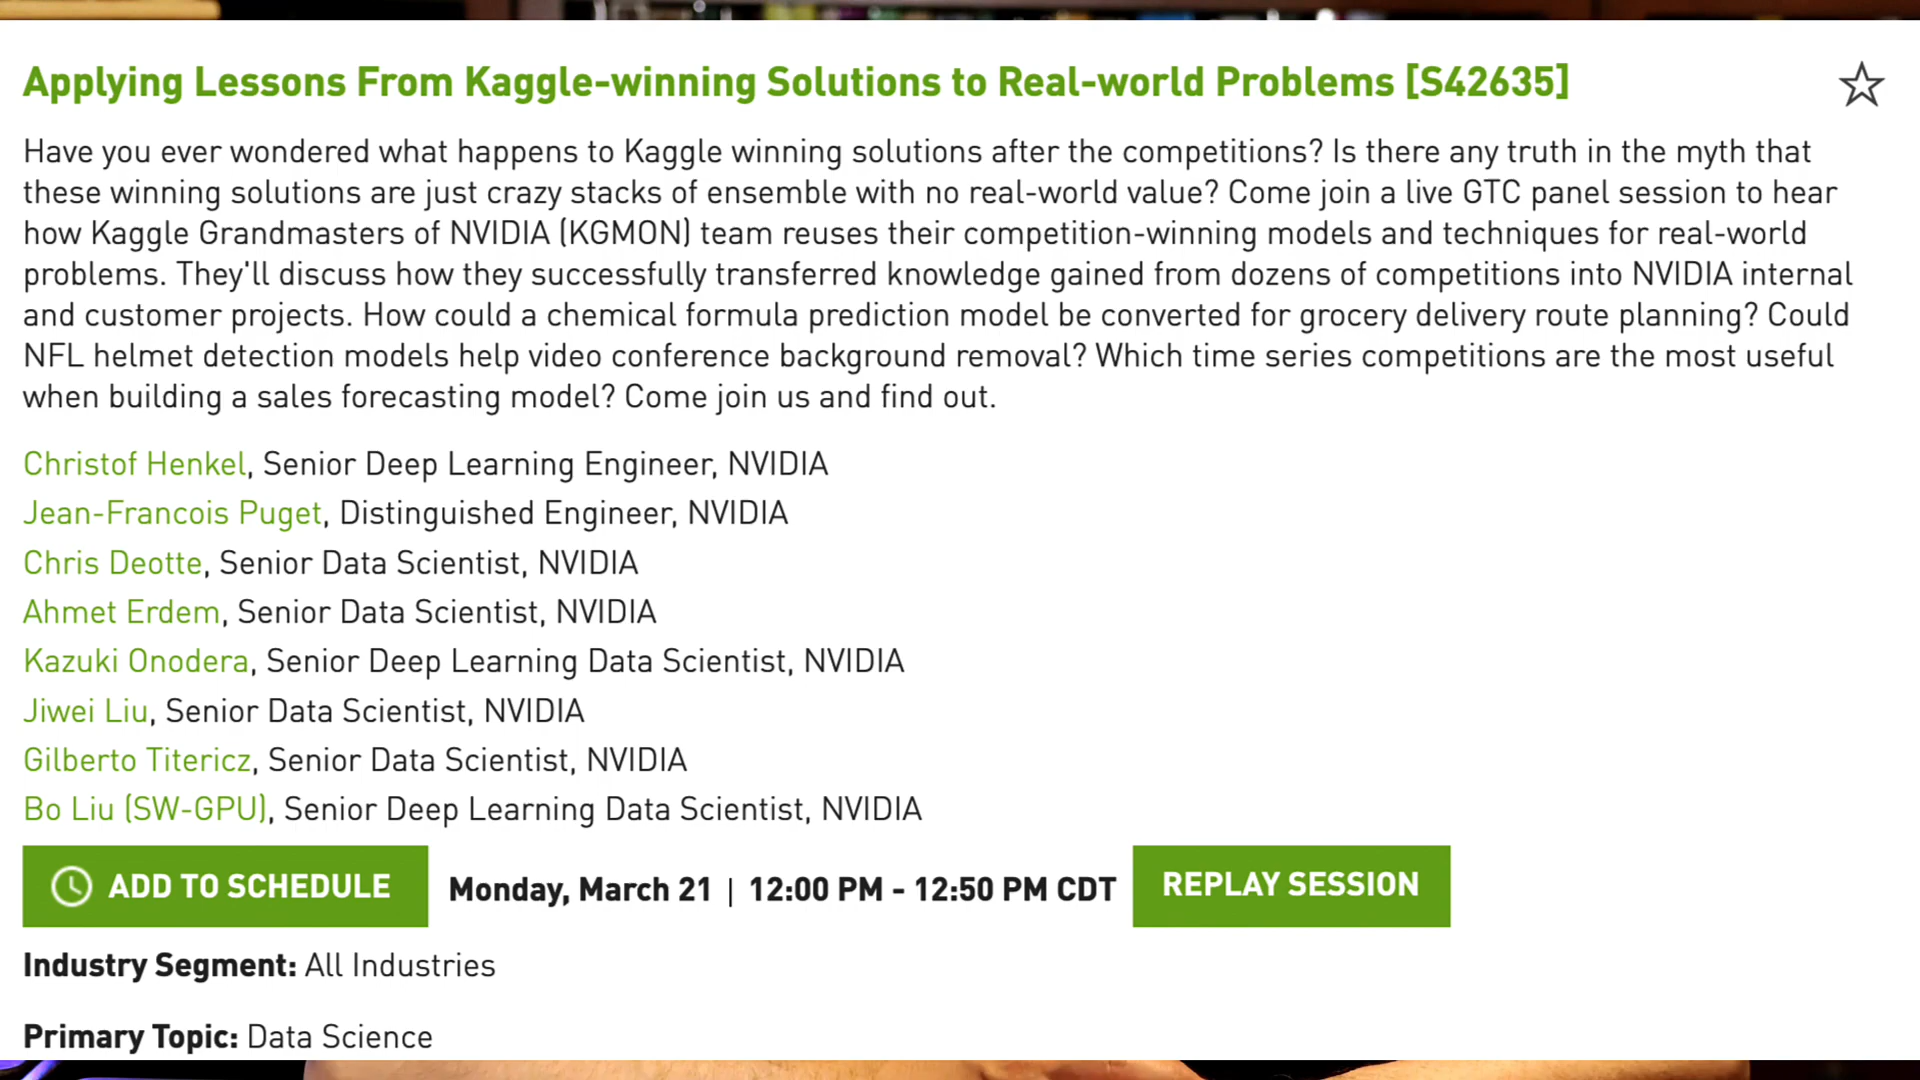 Applying Lessons From Kaggle-winning Solutions to Real-world Problems [S42635]
Have you ever wondered what happens to Kaggle winning solutions after the competitions? Is there any truth in the myth that
these winning solutions are just crazy stacks of ensemble with no real-world value? Come join a live GTC panel session to hear
how Kaggle Grandmasters of NVIDIA (KGMON) team reuses their competition-winning models and techniques for real-world
problems. They'll discuss how they successfully transferred knowledge gained from dozens of competitions into NVIDIA internal
and customer projects. How could a chemical formula prediction model be converted for grocery delivery route planning? Could
NFL helmet detection models help video conference background removal? Which time series competitions are the most useful
when building a sales forecasting model? Come join us and find out.
Christof Henkel, Senior Deep Learning Engineer, NVIDIA
Jean-Francois Puget, Distinguished Engineer, NVIDIA
Chris Deotte, Senior Data Scientist, NVIDIA
Ahmet Erdem, Senior Data Scientist, NVIDIA
Kazuki Onodera, Senior Deep Learning Data Scientist, NVIDIA
Jiwei Liu, Senior Data Scientist, NVIDIA
Gilberto Titericz, Senior Data Scientist, NVIDIA
Bo Liu (SW-GPU), Senior Deep Learning Data Scientist, NVIDIA
ADD TO SCHEDULE Monday, March 21 | 12:00 PM - 12:50 PM CDT REPLAY SESSION
Industry Segment: All Industries
Primary Topic: Data Science